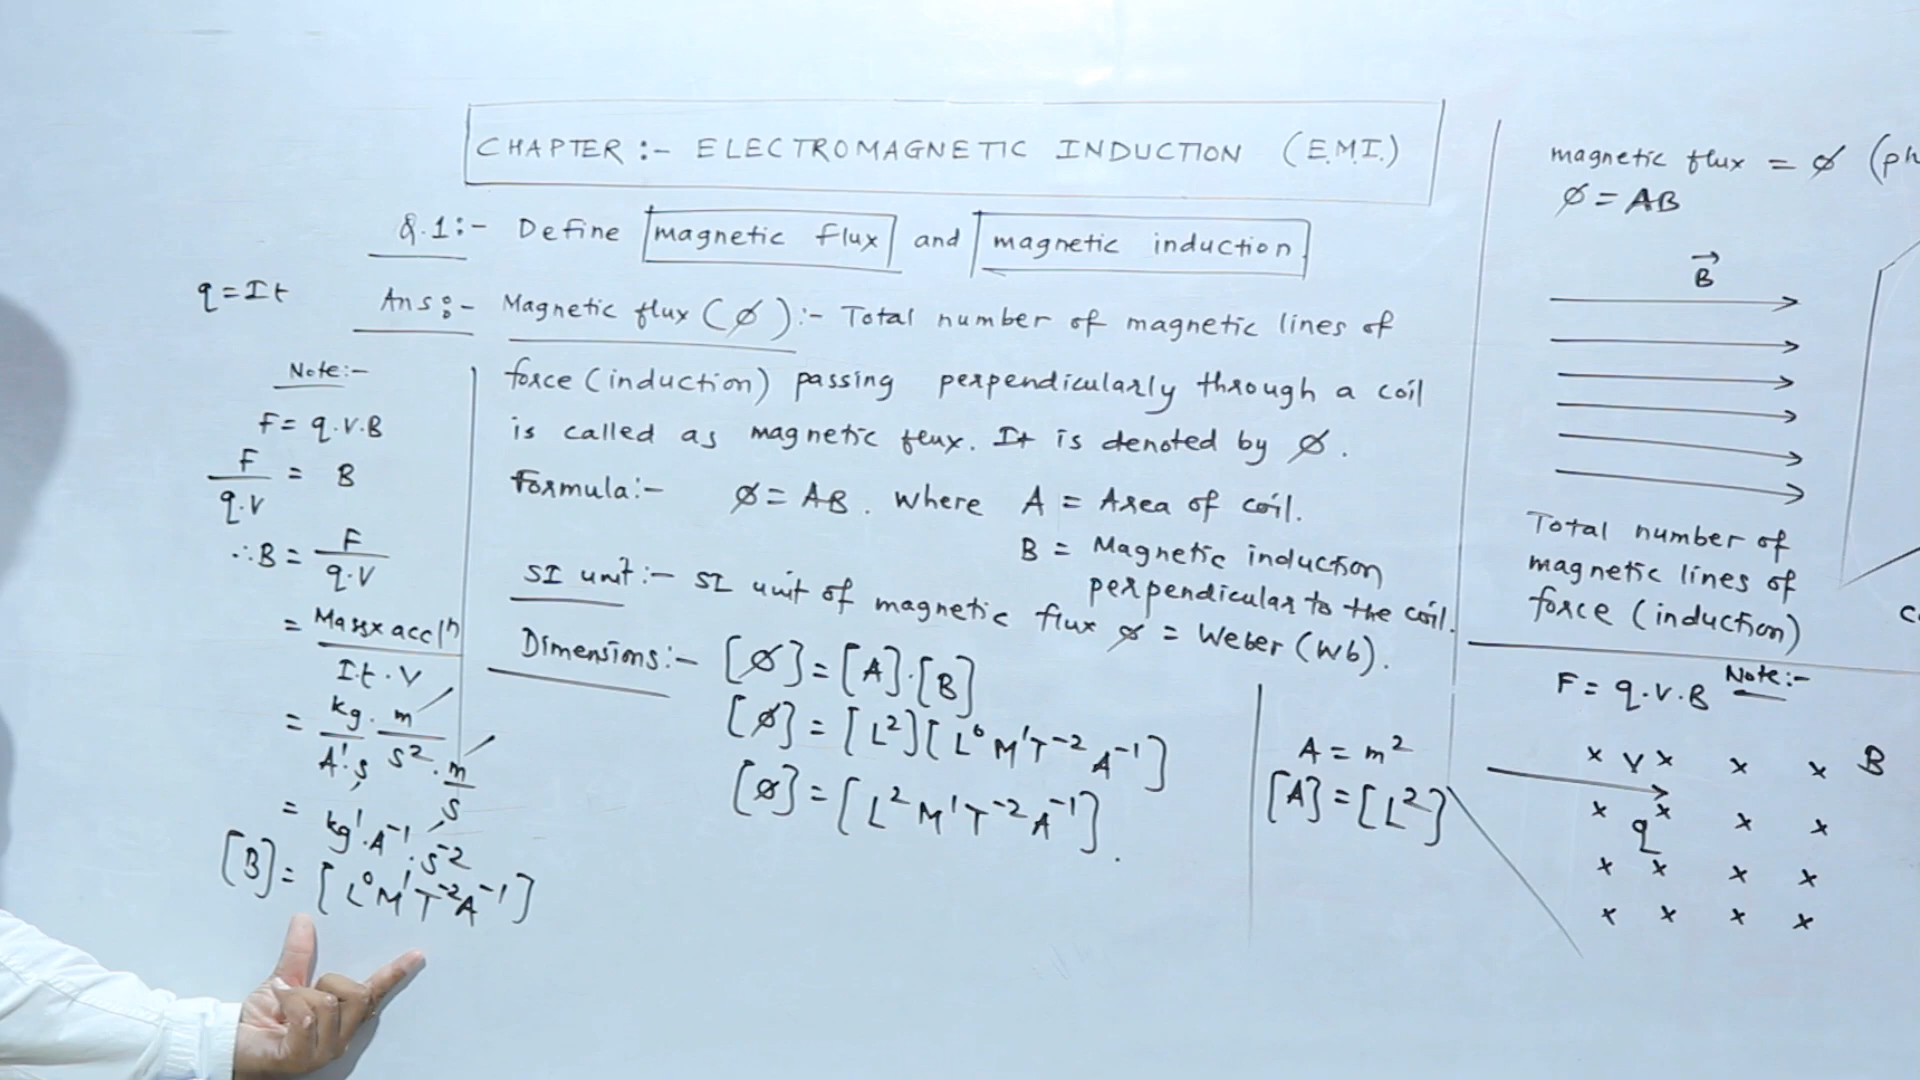 CHAPTER :- ELECTROMAGNETIC INDUCTION (E.M.I.)
Q.1:- Define magnetic flux and magnetic induction
Ans:- Magnetic flux (ø):- Total number of magnetic lines of
force (induction) passing perpendicularly through a coil
is called as magnetic flux. It is denoted by ø.
Formula:- ø = AB. Where A = Area of coil.
B = Magnetic induction
perpendicular to the coil.
SI unit:- SI unit of magnetic flux ø = Weber (Wb).
Dimensions:- [ø] = [A].[B]
[ø] = [L²][L⁰M¹T⁻²A⁻¹]
[ø] = [L²M¹T⁻²A⁻¹].
A = m²
[A] = [L²]
q = It
Note:-
F = q.V.B
F/q.V = B
∴B = F/q.V
= Massxaccⁿ/I.t.V
= kg.m/s²/A¹.s.m/s
= kg¹.A⁻¹.s⁻²
[B] = [L⁰M¹T⁻²A⁻¹]
magnetic flux = ø (ph
ø = AB
B
Total number of
magnetic lines of
force (induction)
F = q.V.B Note:-
x V x x x B
x x x x
q
x x x x
x x x x